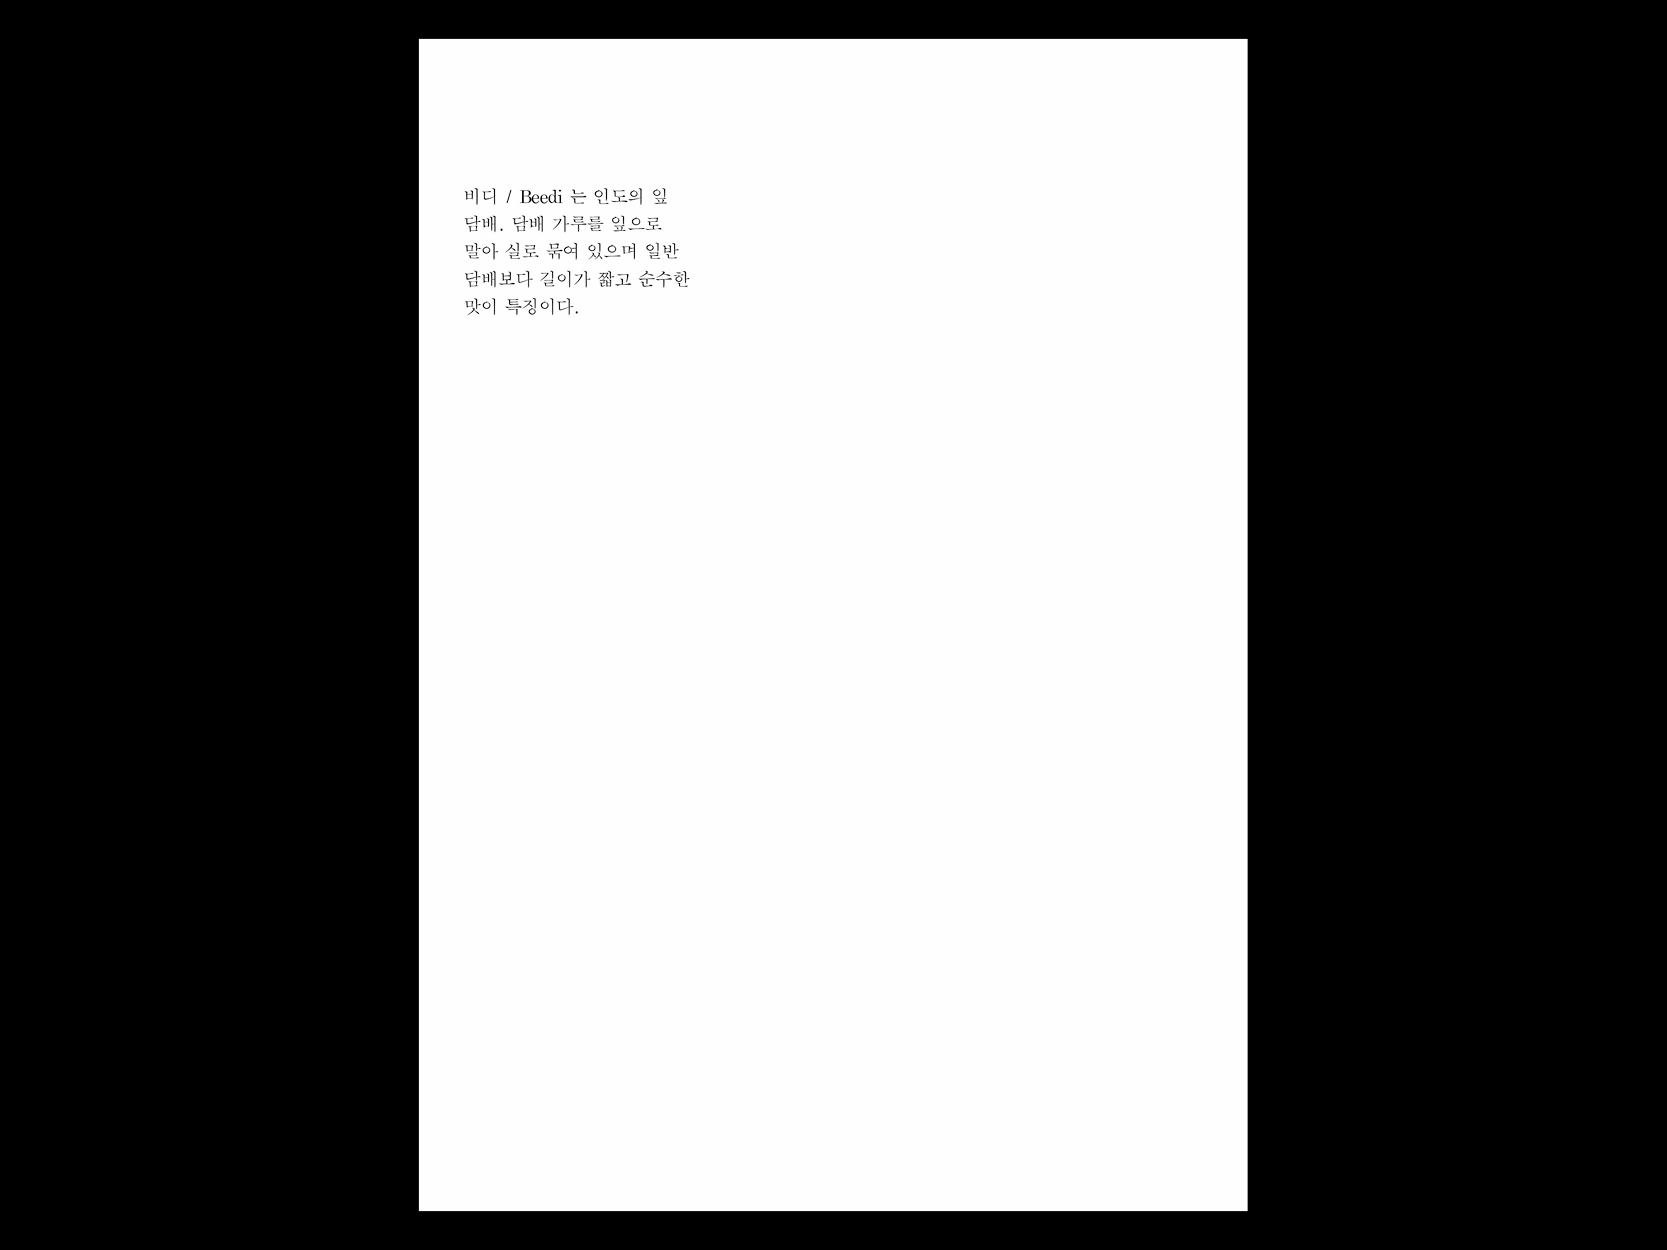 비디 / Beedi 는 인도의 잎
담배. 담배 가루를 잎으로
말아 실로 묶여 있으며 일반
담배보다 길이가 짧고 순수한
맛이 특징이다.